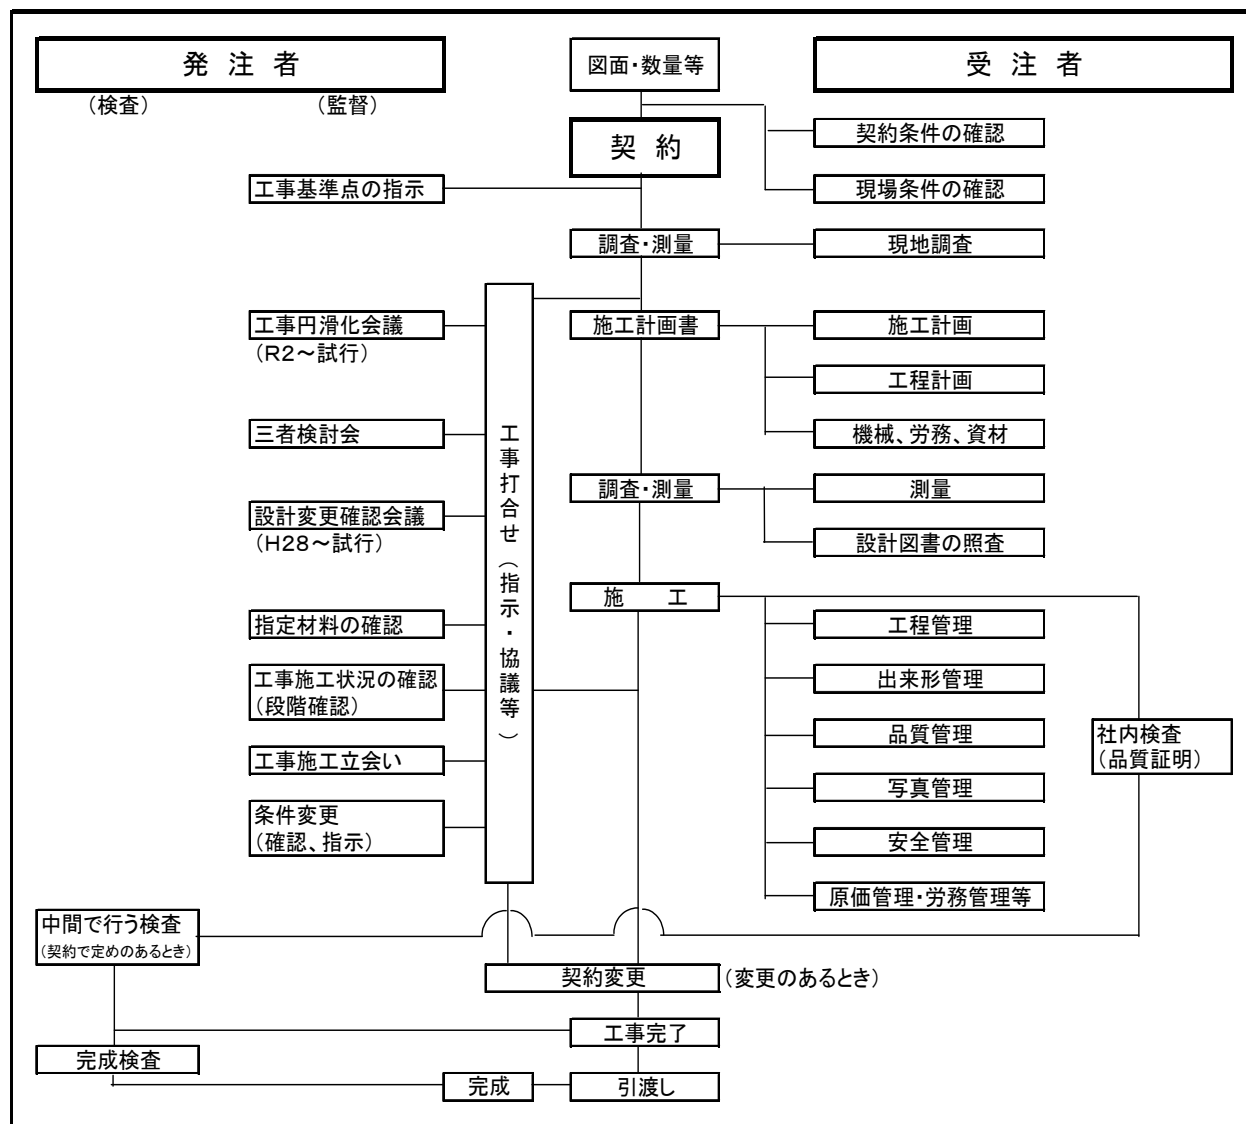 発 注 者
図面・数量等
受 注 者
（検査）
（監督）
契 約
契約条件の確認
工事基準点の指示
現場条件の確認
調査・測量
現地調査
工事円滑化会議
（R2～試行）
施工計画書
施工計画
工程計画
三者検討会
機械、労務、資材
工事打合せ（指示・協議等）
調査・測量
測量
設計変更確認会議
（H28～試行）
設計図書の照査
施　工
指定材料の確認
工程管理
工事施工状況の確認
（段階確認）
出来形管理
品質管理
社内検査
（品質証明）
工事施工立会い
写真管理
条件変更
（確認、指示）
安全管理
原価管理・労務管理等
中間で行う検査
（契約で定めのあるとき）
契約変更
（変更のあるとき）
工事完了
完成検査
完成
引渡し